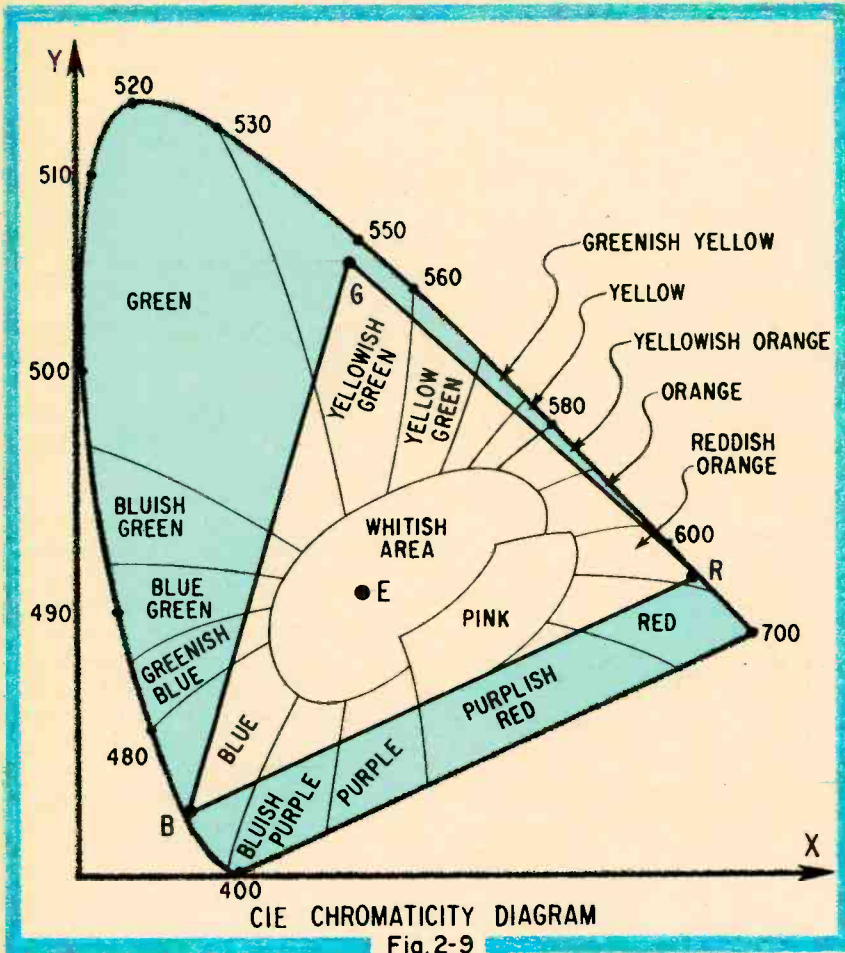 Y
520
530
510
550
GREENISH YELLOW
560
G
YELLOW
GREEN
YELLOWISH
GREEN
YELLOWISH ORANGE
500
YELLOW
GREEN
580
ORANGE
REDDISH
ORANGE
BLUISH
GREEN
WHITISH
AREA
600
R
BLUE
GREEN
E
490
PINK
RED
700
GREENISH
BLUE
PURPLISH
RED
480
BLUE
PURPLE
B
BLUISH
PURPLE
X
400
CIE CHROMATICITY DIAGRAM
Fig. 2-9